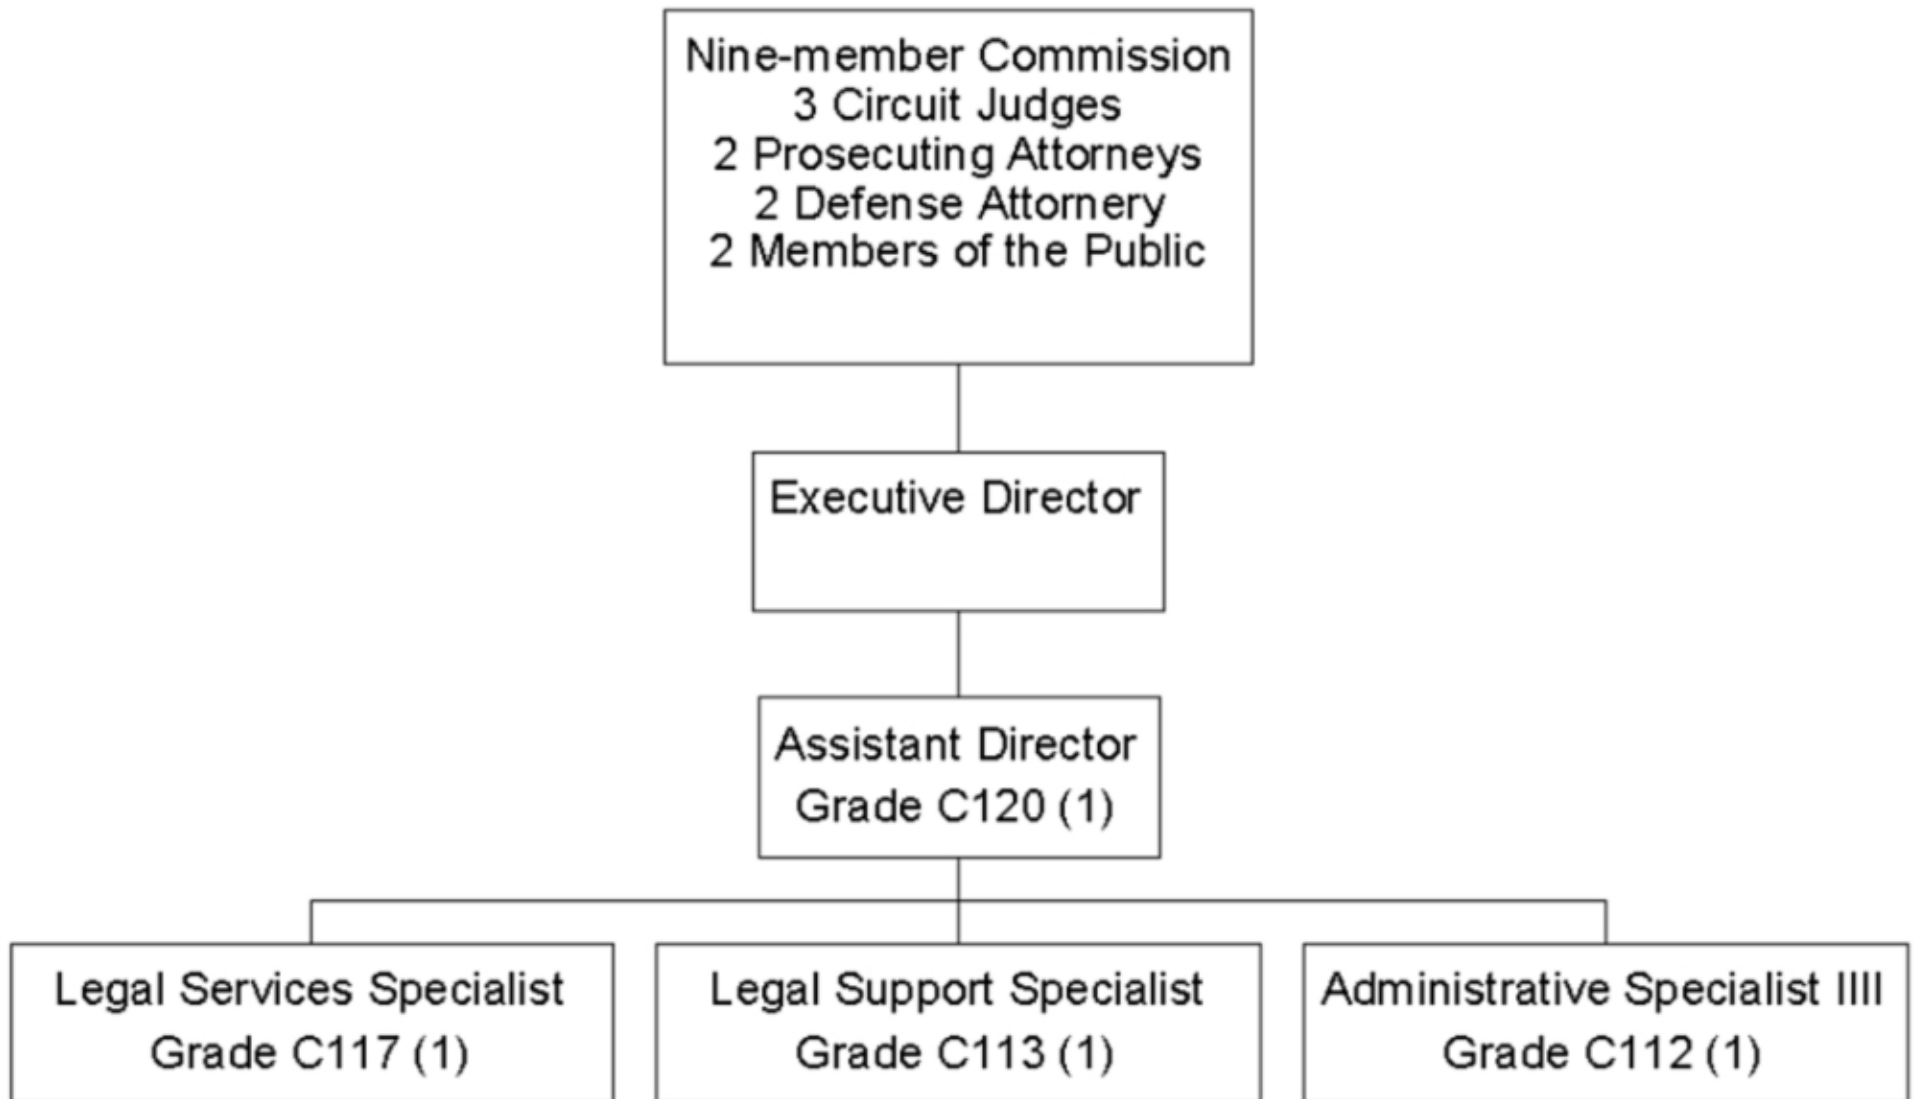 Nine-member Commission
3 Circuit Judges
2 Prosecuting Attorneys
2 Defense Attornery
2 Members of the Public
Executive Director
Assistant Director
Grade C120 (1)
Legal Services Specialist
Grade C117 (1)
Legal Support Specialist
Grade C113 (1)
Administrative Specialist IIII
Grade C112 (1)